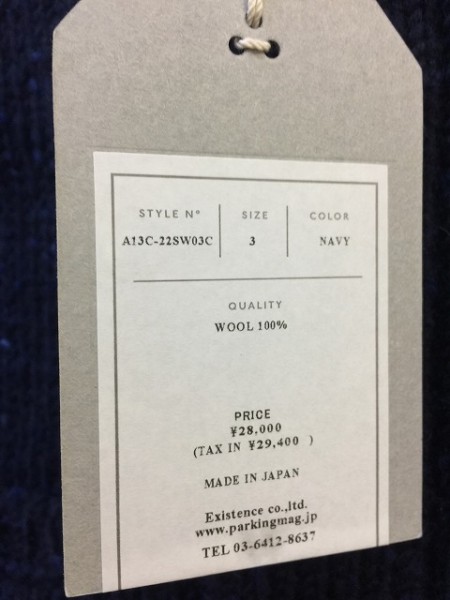 STYLE Nº SIZE COLOR
A13C-22SW03C 3 NAVY
QUALITY
WOOL 100%
PRICE
¥28,000
(TAX IN ¥29,400 )
MADE IN JAPAN
Existence co.,ltd.
www.parkingmag.jp
TEL 03-6412-8637